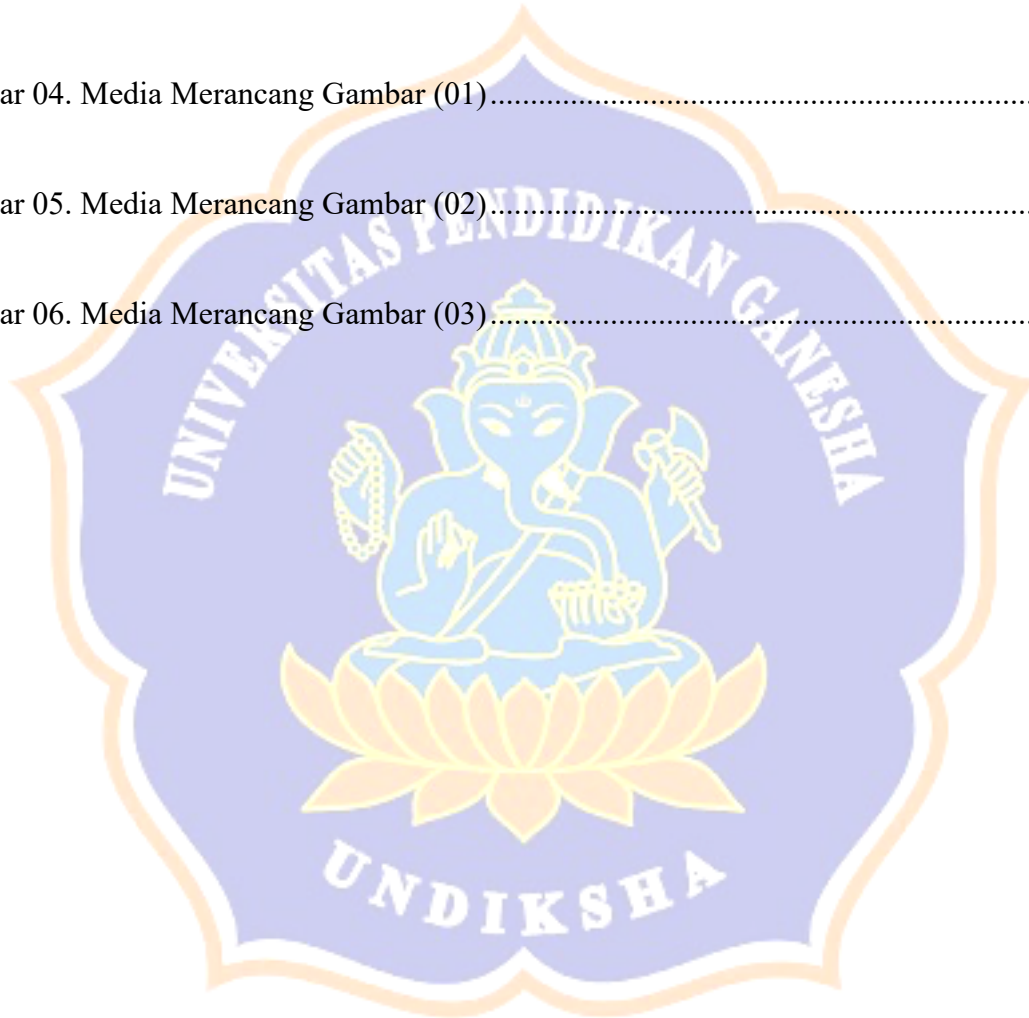 ar 04. Media Merancang Gambar (01)......................................................................
ar 05. Media Merancang Gambar (02)......................................................................
ar 06. Media Merancang Gambar (03)......................................................................
UNIVERSITAS PENDIDIKAN GANESHA
UNDIKSHA